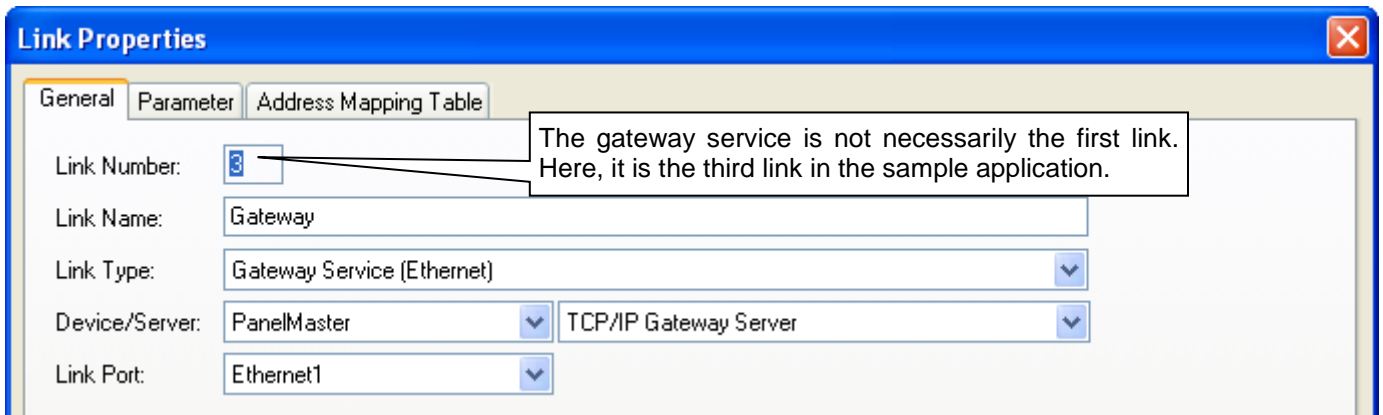 Link Properties
General Parameter Address Mapping Table
The gateway service is not necessarily the first link.
Here, it is the third link in the sample application.
Link Number: 3
Link Name: Gateway
Link Type: Gateway Service (Ethernet)
Device/Server: PanelMaster TCP/IP Gateway Server
Link Port: Ethernet1